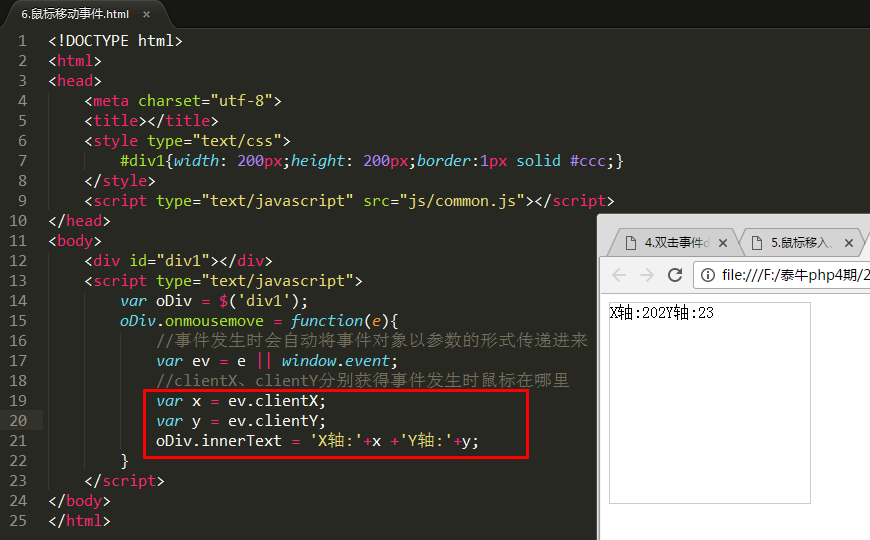 6.鼠标移动事件.html ×
1 <!DOCTYPE html>
2 <html>
3 <head>
4 <meta charset="utf-8">
5 <title></title>
6 <style type="text/css">
7 #div1{width: 200px;height: 200px;border:1px solid #ccc;}
8 </style>
9 <script type="text/javascript" src="js/common.js"></script>
10 </head>
11 <body>
12 <div id="div1"></div>
13 <script type="text/javascript">
14 var oDiv = $('div1');
15 oDiv.onmousemove = function(e){
16 //事件发生时会自动将事件对象以参数的形式传递进来
17 var ev = e || window.event;
18 //clientX、clientY分别获得事件发生时鼠标在哪里
19 var x = ev.clientX;
20 var y = ev.clientY;
21 oDiv.innerText = 'X轴:'+x +'Y轴:'+y;
22 }
23 </script>
24 </body>
25 </html>
4.双击事件 × 5.鼠标移入 ×
file:///F:/泰牛php4期/2
X轴:202Y轴:23